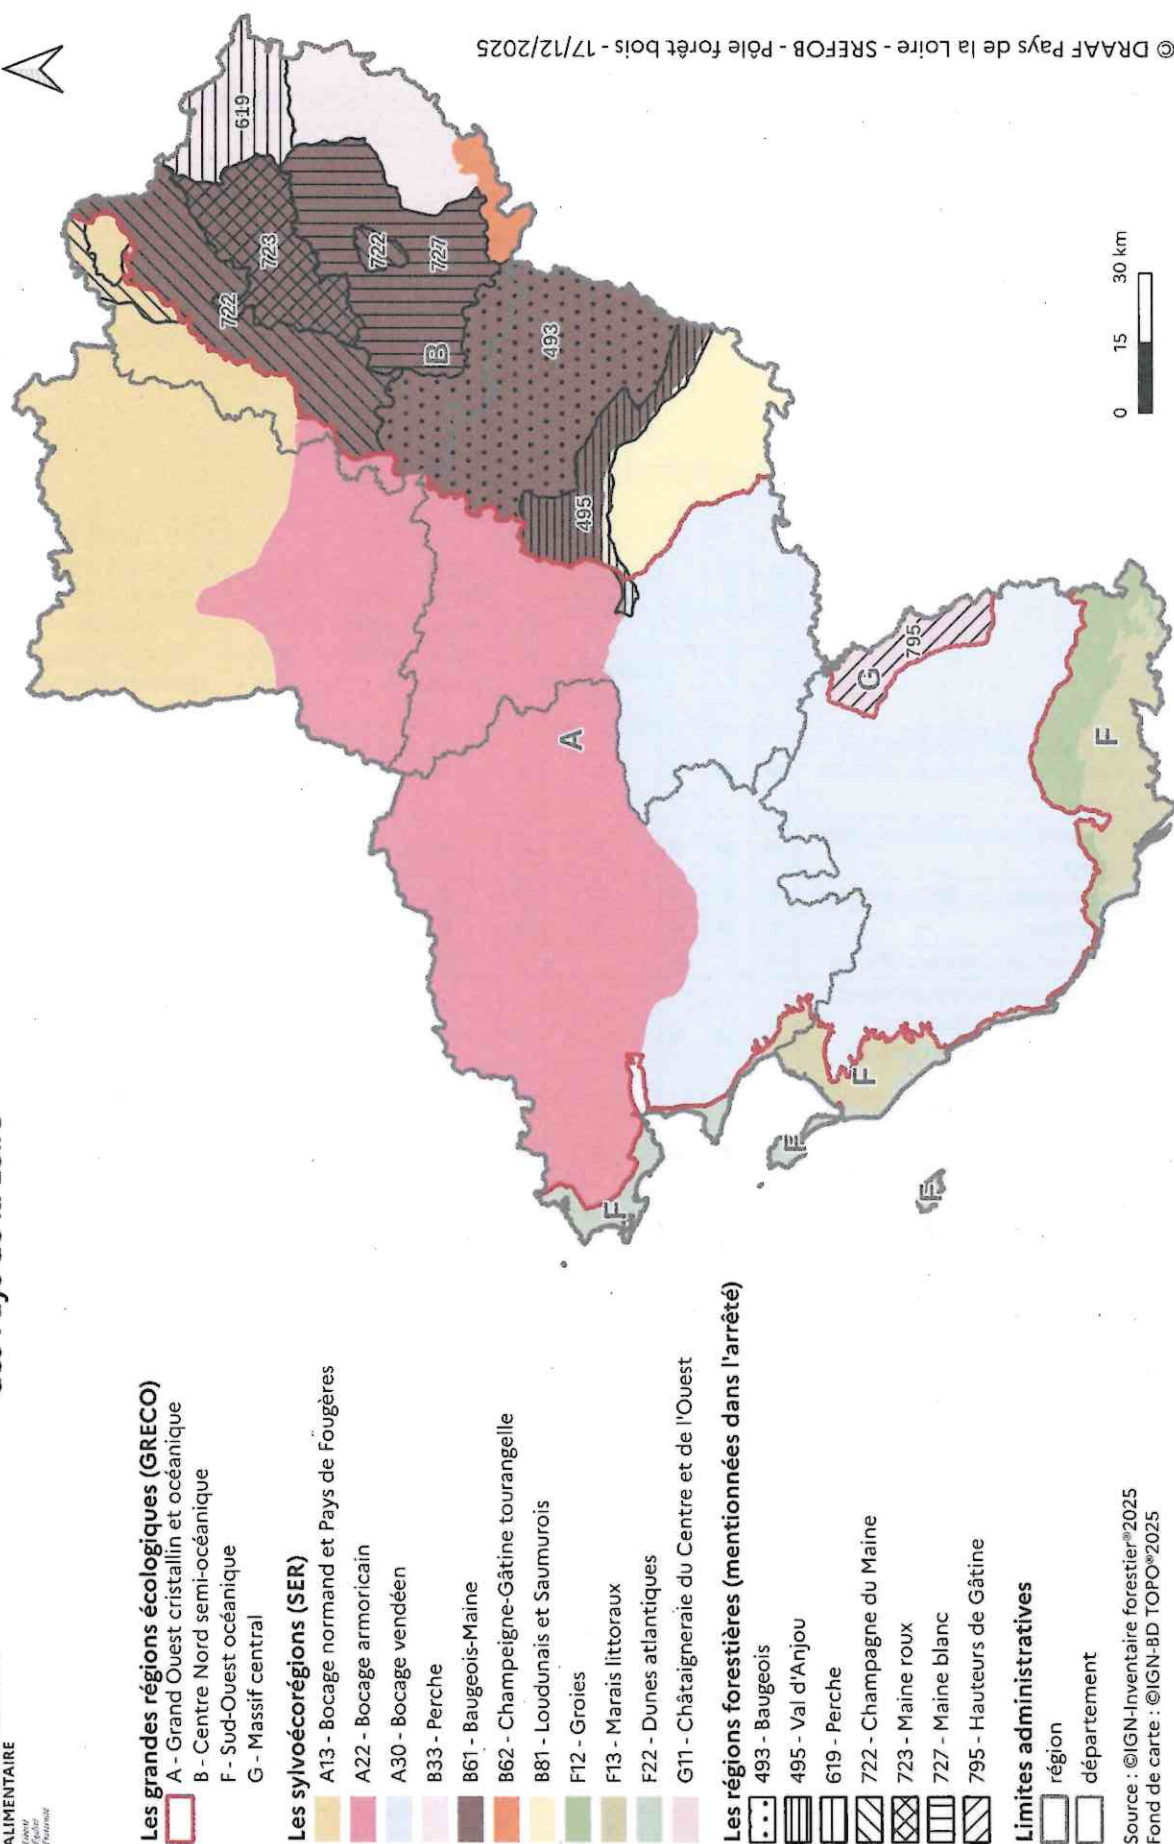 ALIMENTAIRE
Liberté
Égalité
Fraternité
Les grandes régions écologiques (GRECO)
A - Grand Ouest cristallin et océanique
B - Centre Nord semi-océanique
F - Sud-Ouest océanique
G - Massif central
Les sylvoécorégions (SER)
A13 - Bocage normand et Pays de Fougères
A22 - Bocage armoricain
A30 - Bocage vendéen
B33 - Perche
B61 - Baugeois-Maine
B62 - Champeigne-Gâtine tourangelle
B81 - Loudunais et Saumurois
F12 - Groies
F13 - Marais littoraux
F22 - Dunes atlantiques
G11 - Châtaigneraie du Centre et de l'Ouest
Les régions forestières (mentionnées dans l'arrêté)
493 - Baugeois
495 - Val d'Anjou
619 - Perche
722 - Champagne du Maine
723 - Maine roux
727 - Maine blanc
795 - Hauteurs de Gâtine
Limites administratives
région
département
Source : ©IGN-Inventaire forestier®2025
Fond de carte : ©IGN-BD TOPO®2025
619
723
722
722
727
B
493
495
A
G
795
F
F
F
F
F
0 15 30 km
© DRAAF Pays de la Loire - SREFOB - Pôle forêt bois - 17/12/2025